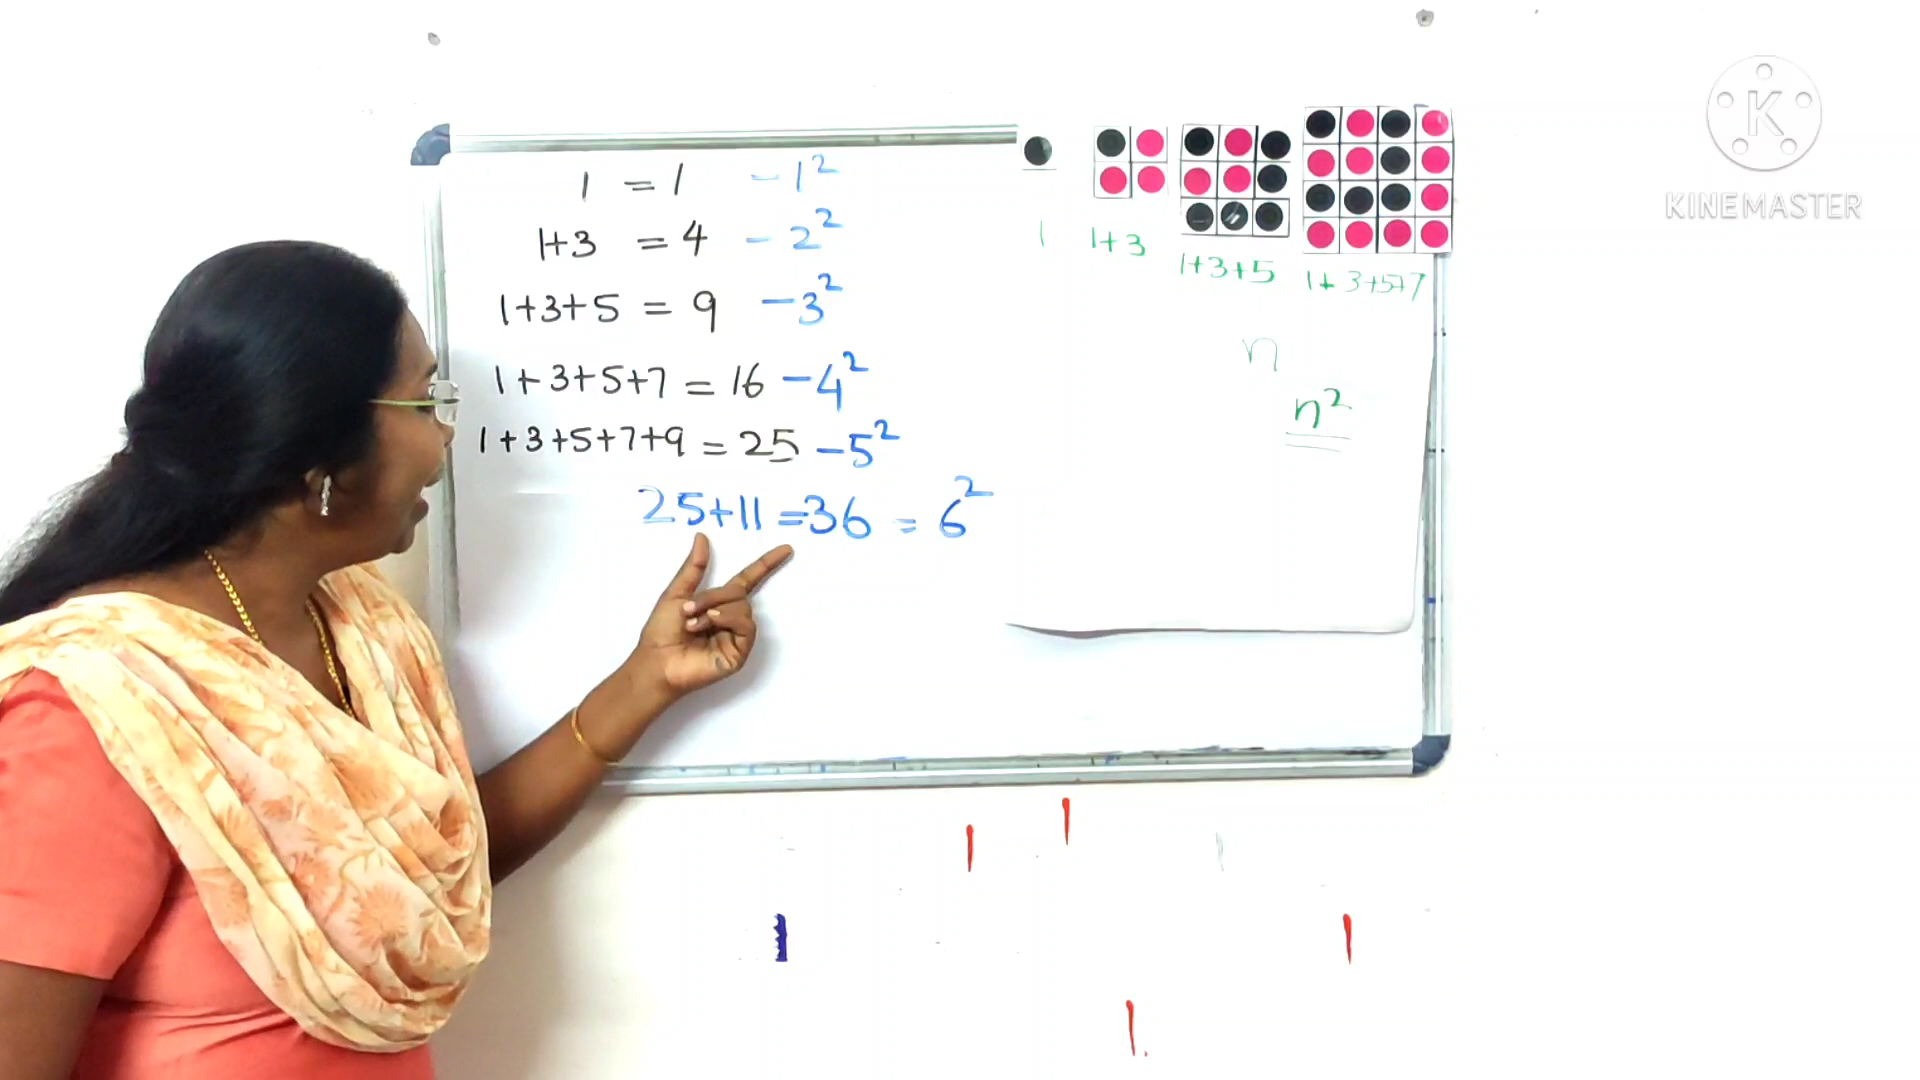 1 = 1 - 1²
1+3 = 4 - 2²
1+3+5 = 9 - 3²
1+3+5+7 = 16 - 4²
1+3+5+7+9 = 25 - 5²
25+11=36 = 6²
1
1+3
1+3+5
1+3+5+7
n
n²
K
KINEMASTER